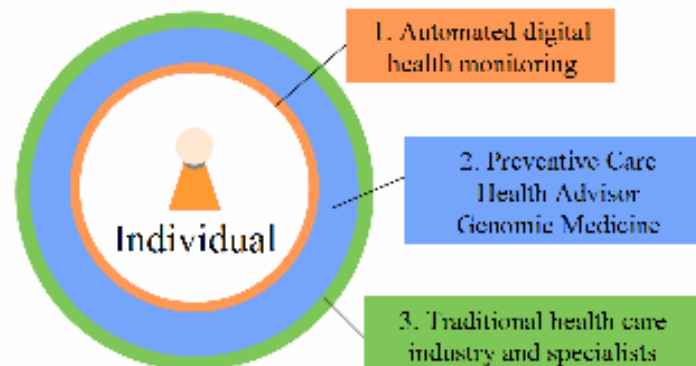 1. Automated digital
health monitoring
2. Preventive Care
Health Advisor
Genomic Medicine
Individual
3. Traditional health care
industry and specialists